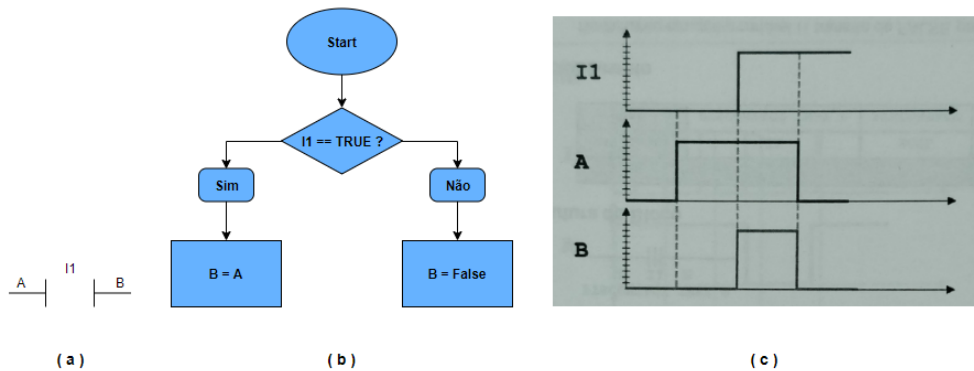 Start
I1 == TRUE ?
Sim
Não
B = A
B = False
I1
A
B
( a )
( b )
I1
A
B
( c )